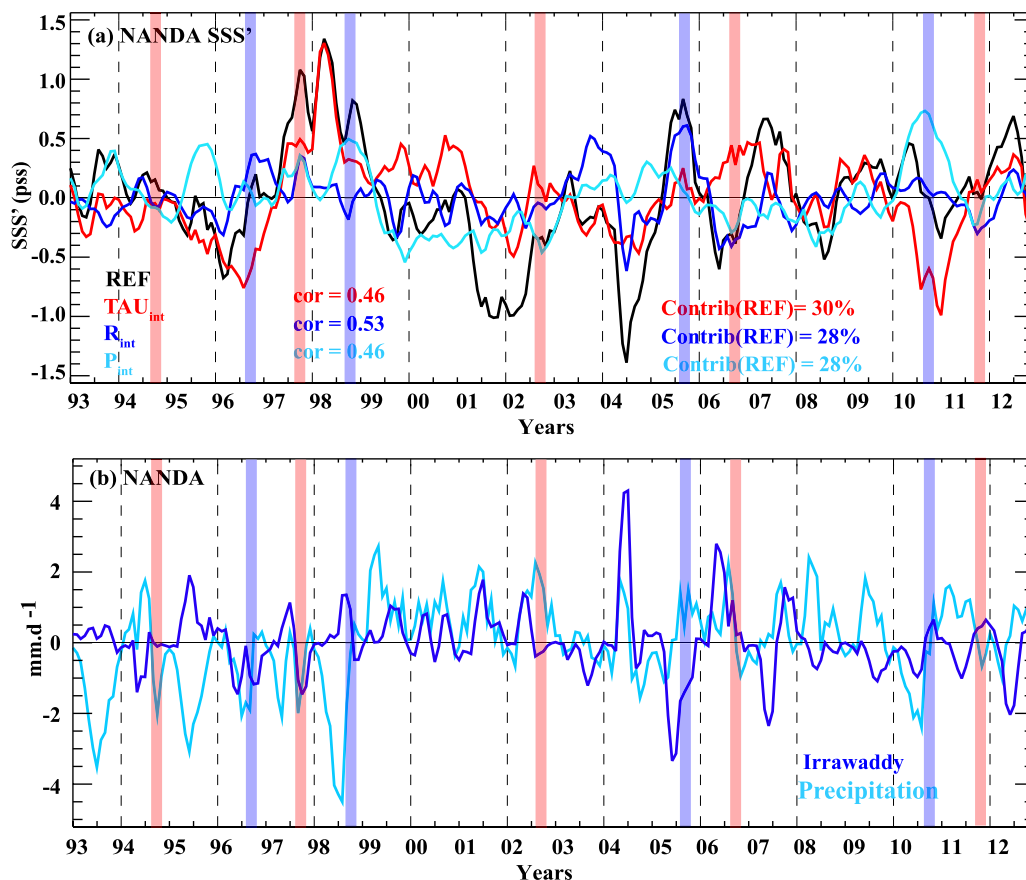 (a) NANDA SSS'
SSS' (pss)
1.5
1.0
0.5
0.0
-0.5
-1.0
-1.5
REF
TAUint cor = 0.46 Contrib(REF)= 30%
Rint cor = 0.53 Contrib(REF) = 28%
Pint cor = 0.46 Contrib(REF) = 28%
93 94 95 96 97 98 99 00 01 02 03 04 05 06 07 08 09 10 11 12
Years
(b) NANDA
mm.d -1
4
2
0
-2
-4
Irrawaddy
Precipitation
93 94 95 96 97 98 99 00 01 02 03 04 05 06 07 08 09 10 11 12
Years